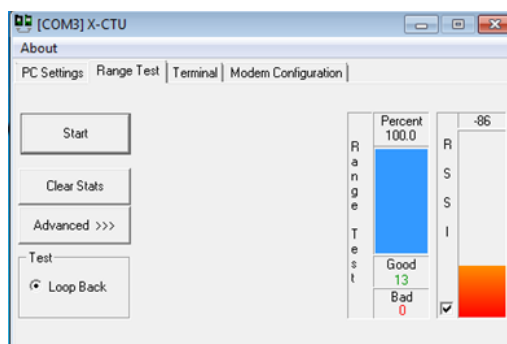 [COM3] X-CTU
About
PC Settings Range Test Terminal Modem Configuration
Start
Clear Stats
Advanced >>>
Test
Loop Back
Range Test
Percent
100.0
Good
13
Bad
0
RSSI
-86